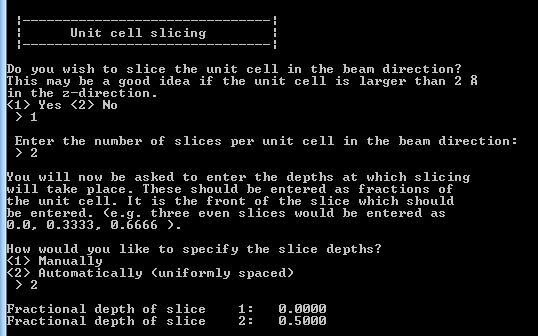 |-------------------------------|
|      Unit cell slicing        |
|-------------------------------|
Do you wish to slice the unit cell in the beam direction?
This may be a good idea if the unit cell is larger than 2 Å
in the z-direction.
<1> Yes <2> No
> 1
Enter the number of slices per unit cell in the beam direction:
> 2
You will now be asked to enter the depths at which slicing
will take place. These should be entered as fractions of
the unit cell. It is the front of the slice which should
be entered. (e.g. three even slices would be entered as
0.0, 0.3333, 0.6666 ).
How would you like to specify the slice depths?
<1> Manually
<2> Automatically (uniformly spaced)
> 2
Fractional depth of slice    1:   0.0000
Fractional depth of slice    2:   0.5000